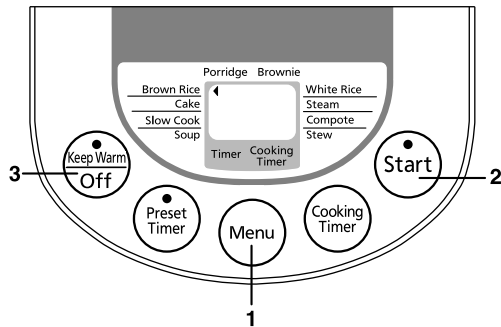 Porridge Brownie
Brown Rice White Rice
Cake Steam
Slow Cook Compote
Soup Stew
Timer Cooking
Timer
Keep Warm
Off
3
Start
2
Preset
Timer
Menu
Cooking
Timer
1